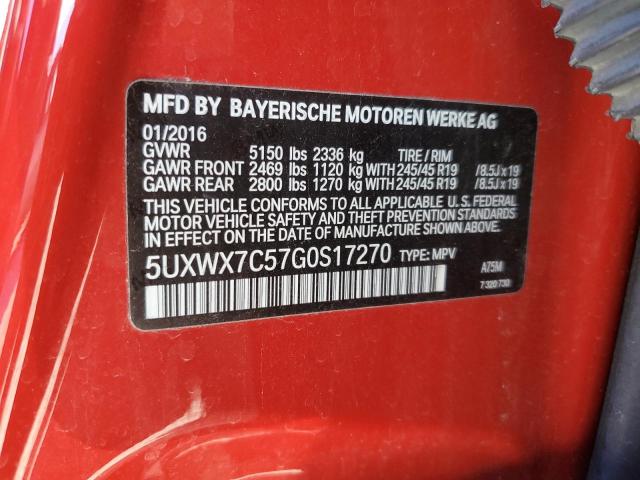 MFD BY BAYERISCHE MOTOREN WERKE AG
01/2016
GVWR 5150 lbs 2336 kg TIRE / RIM
GAWR FRONT 2469 lbs 1120 kg WITH 245/45 R19 /8.5J x 19
GAWR REAR 2800 lbs 1270 kg WITH 245/45 R19 /8.5J x 19
THIS VEHICLE CONFORMS TO ALL APPLICABLE U.S. FEDERAL
MOTOR VEHICLE SAFETY AND THEFT PREVENTION STANDARDS
IN EFFECT ON THE DATE OF MANUFACTURE SHOWN ABOVE.
5UXWX7C57G0S17270 TYPE: MPV A75M
7 320 730